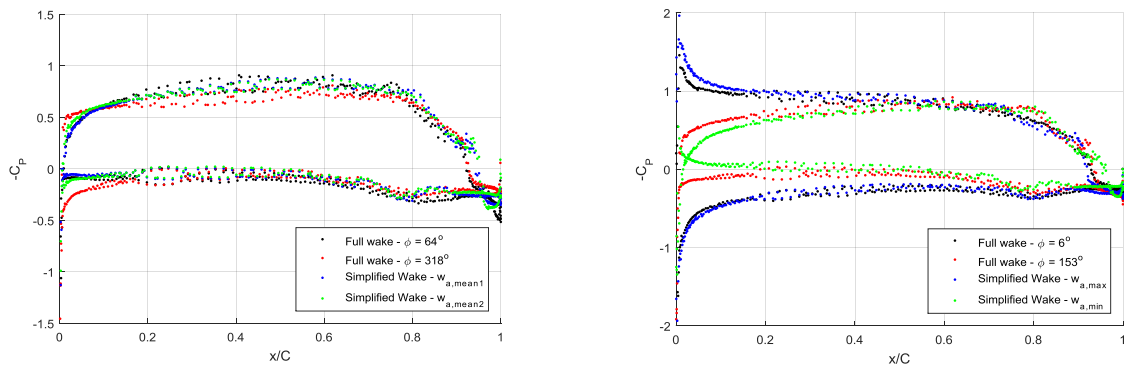 1.5
1
0.5
0
-0.5
-1
-1.5
-C_P
0
0.2
0.4
0.6
0.8
1
x/C
Full wake - ϕ = 64°
Full wake - ϕ = 318°
Simplified Wake - w_a,mean1
Simplified Wake - w_a,mean2
2
1
0
-1
-2
-C_P
0
0.2
0.4
0.6
0.8
1
x/C
Full wake - ϕ = 6°
Full wake - ϕ = 153°
Simplified Wake - w_a,max
Simplified Wake - w_a,min